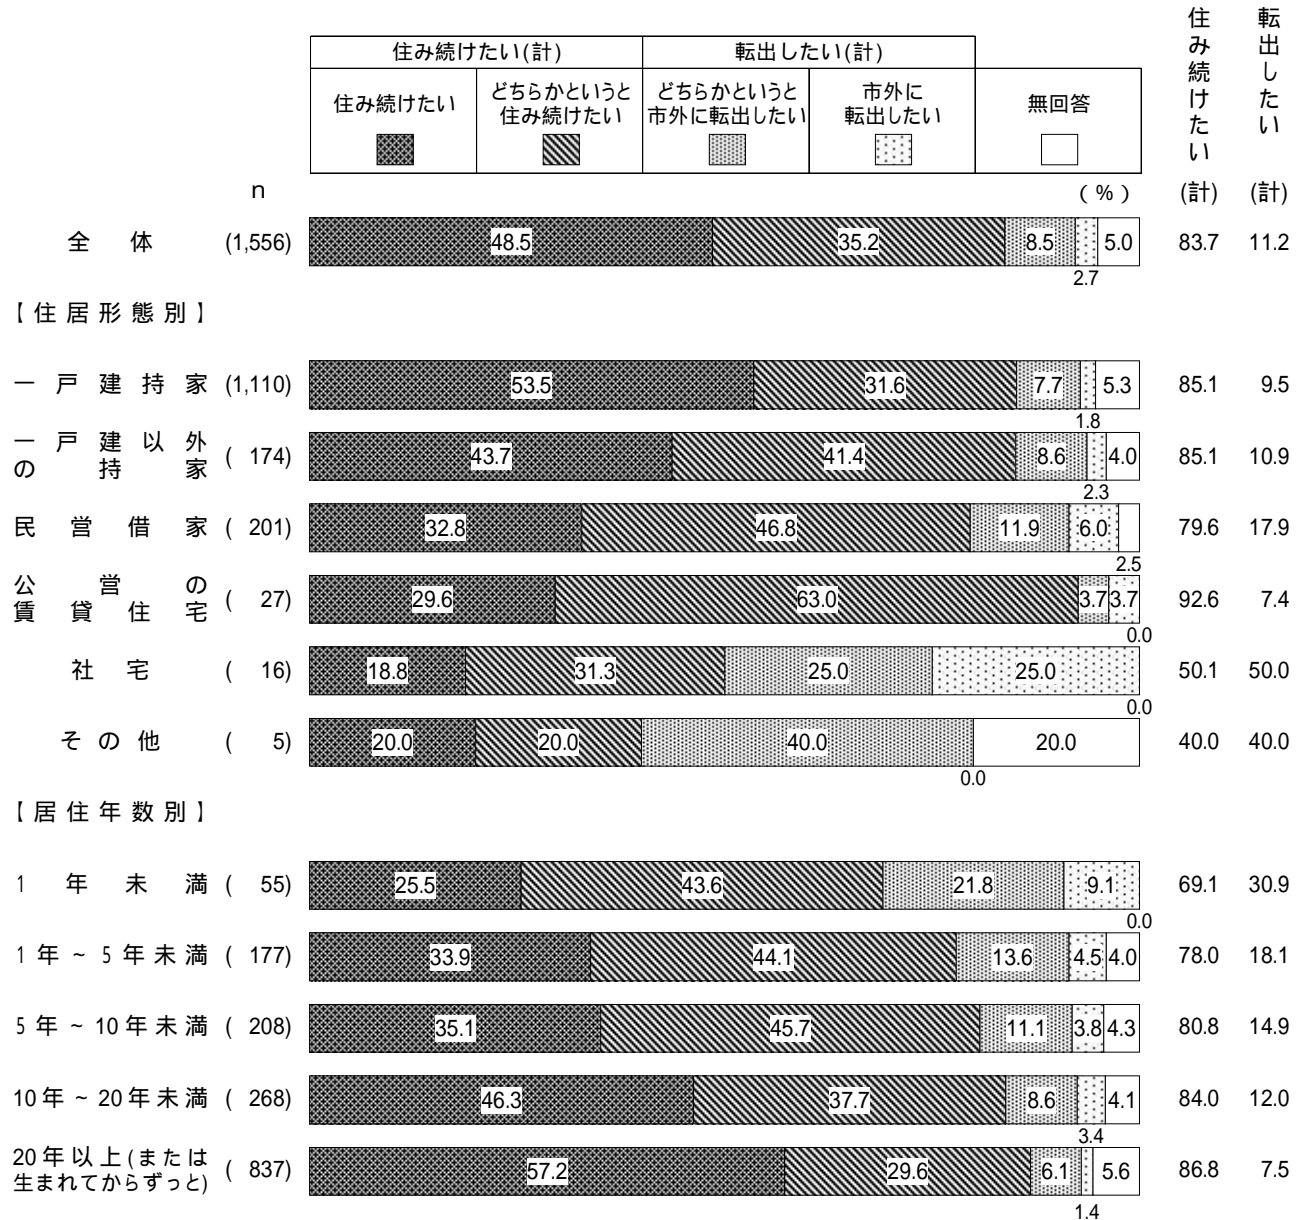 住み続けたい(計) 転出したい(計)
住み続けたい どちらかというと住み続けたい どちらかというと市外に転出したい 市外に転出したい 無回答
住み続けたい(計) 転出したい(計)
n (%)
全体 (1,556) 48.5 35.2 8.5 2.7 5.0 83.7 11.2
【住居形態別】
一戸建持家 (1,110) 53.5 31.6 7.7 1.8 5.3 85.1 9.5
一戸建以外の持家 (174) 43.7 41.4 8.6 2.3 4.0 85.1 10.9
民営借家 (201) 32.8 46.8 11.9 6.0 2.5 79.6 17.9
公営の賃貸住宅 (27) 29.6 63.0 3.7 3.7 0.0 92.6 7.4
社宅 (16) 18.8 31.3 25.0 25.0 0.0 50.1 50.0
その他 (5) 20.0 20.0 40.0 0.0 20.0 40.0 40.0
【居住年数別】
1年未満 (55) 25.5 43.6 21.8 9.1 0.0 69.1 30.9
1年~5年未満 (177) 33.9 44.1 13.6 4.5 4.0 78.0 18.1
5年~10年未満 (208) 35.1 45.7 11.1 3.8 4.3 80.8 14.9
10年~20年未満 (268) 46.3 37.7 8.6 3.4 4.1 84.0 12.0
20年以上(または生まれてからずっと) (837) 57.2 29.6 6.1 1.4 5.6 86.8 7.5